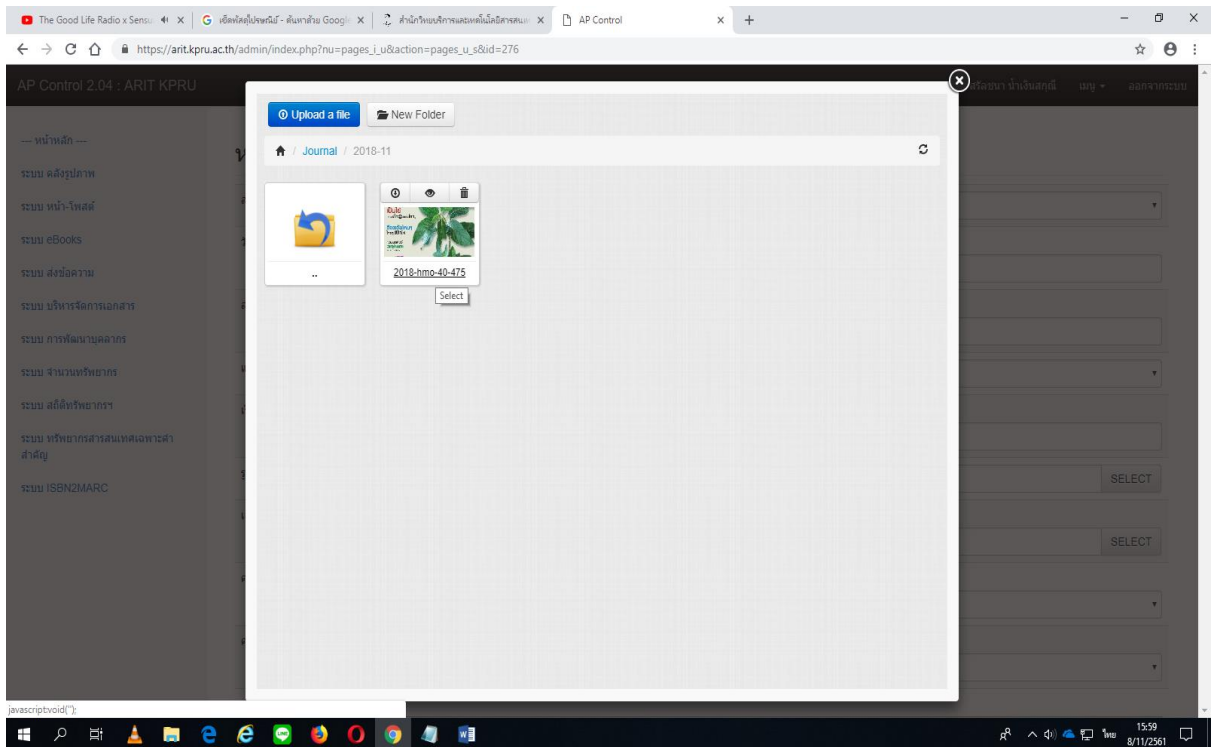 The Good Life Radio x Sensu
เช็คพัสดุไปรษณีย์ - ค้นหาด้วย Googl
สำนักวิทยบริการและเทคโนโลยีสารสนเท
AP Control
https://arit.kpru.ac.th/admin/index.php?nu=pages_i_u&action=pages_u_s&id=276
AP Control 2.04 : ARIT KPRU
เมนู
ออกจากระบบ
Upload a file
New Folder
Journal / 2018-11
--- หน้าหลัก ---
ระบบ คลังรูปภาพ
ระบบ หน้า-โพสต์
ระบบ eBooks
ระบบ ส่งข้อความ
ระบบ บริหารจัดการเอกสาร
ระบบ การพัฒนาบุคลากร
ระบบ จำนวนทรัพยากร
ระบบ สถิติทรัพยากรฯ
ระบบ ทรัพยากรสารสนเทศเฉพาะสำ
สำคัญ
ระบบ ISBN2MARC
..
2018-hmo-40-475
Select
SELECT
SELECT
javascript:void('');
ไทย
15:59
8/11/2561